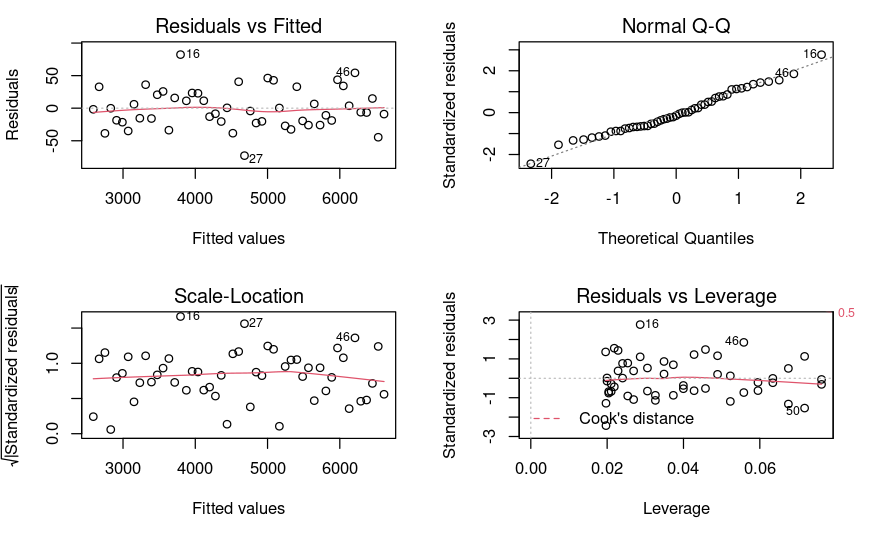 Residuals vs Fitted
Residuals
50
0
-50
16
46
27
3000 4000 5000 6000
Fitted values
Normal Q-Q
Standardized residuals
2
0
-2
16
46
27
-2 -1 0 1 2
Theoretical Quantiles
Scale-Location
√|Standardized residuals|
1.0
0.0
16
27
46
3000 4000 5000 6000
Fitted values
Residuals vs Leverage
Standardized residuals
3
1
-1
-3
16
46
50
0.5
Cook's distance
0.00 0.02 0.04 0.06
Leverage